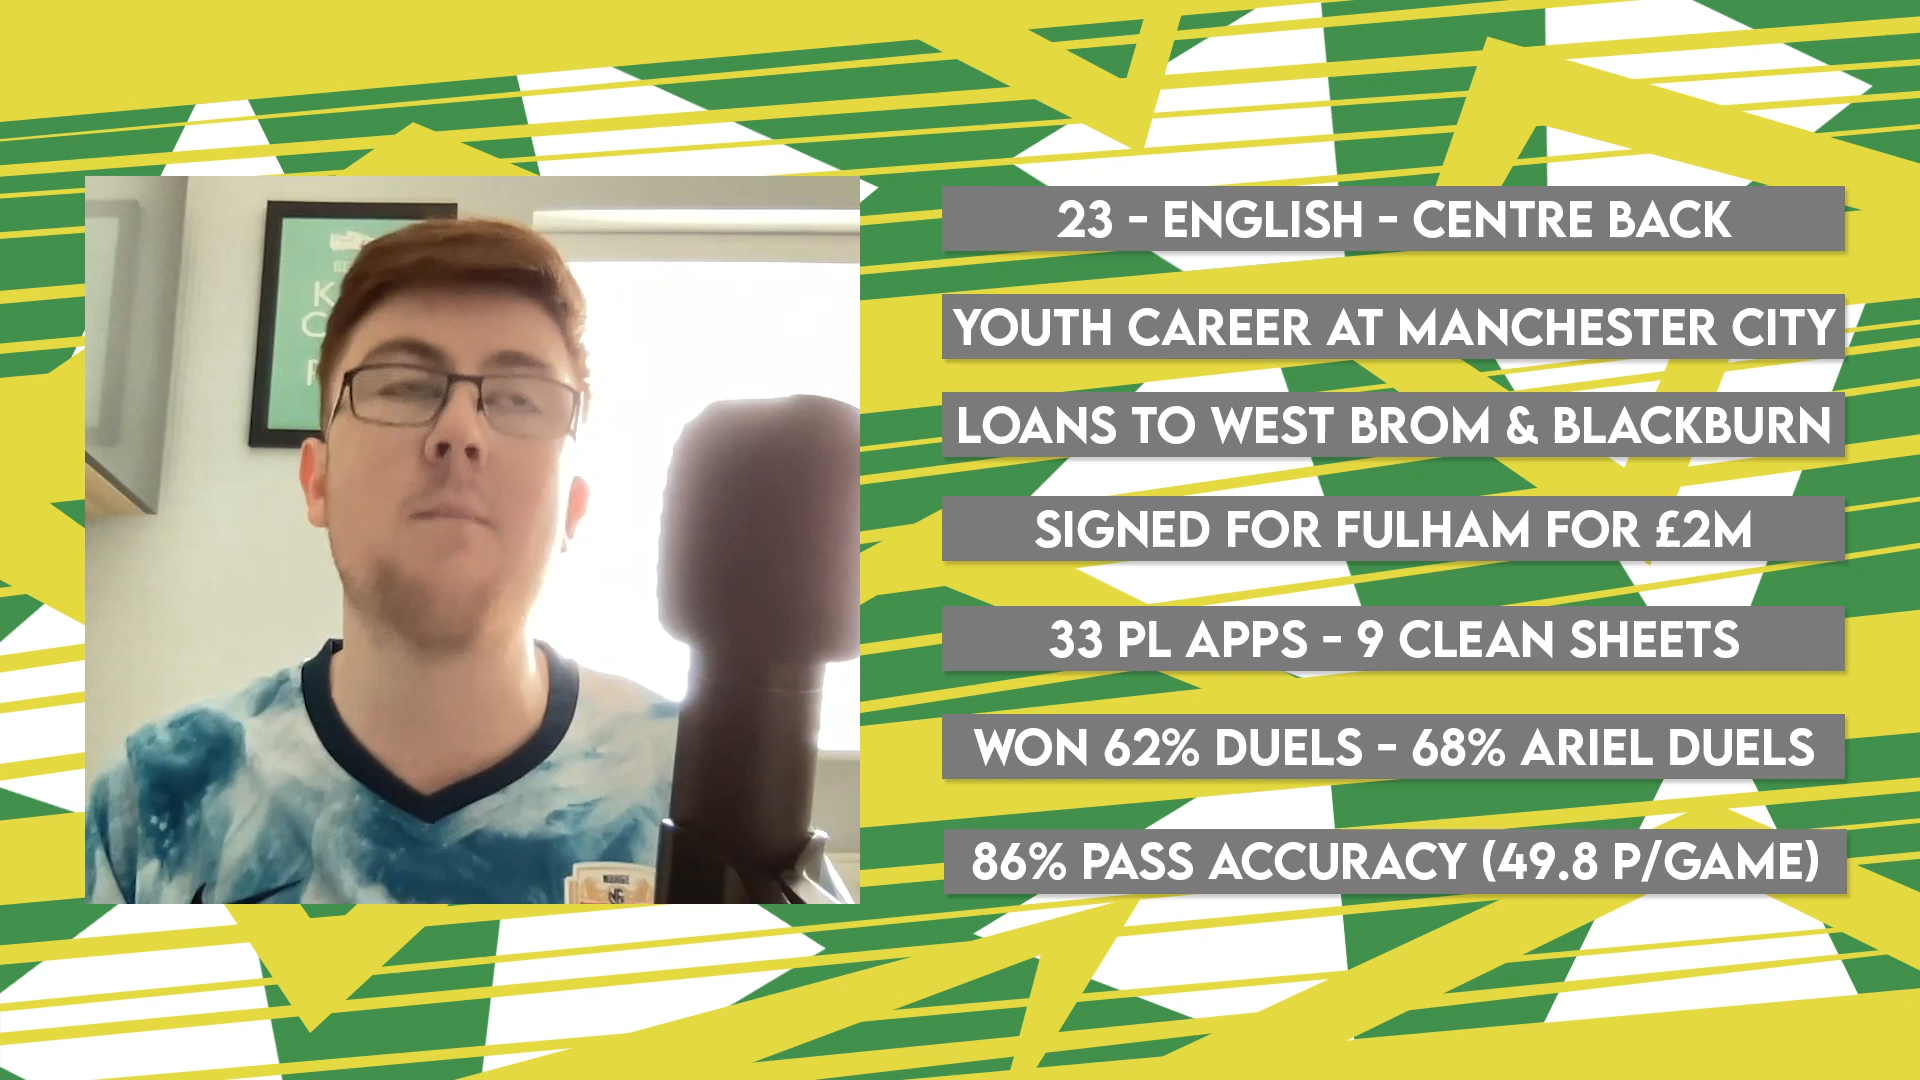 BE
K
C
23 - ENGLISH - CENTRE BACK
YOUTH CAREER AT MANCHESTER CITY
LOANS TO WEST BROM & BLACKBURN
SIGNED FOR FULHAM FOR £2M
33 PL APPS - 9 CLEAN SHEETS
WON 62% DUELS - 68% ARIEL DUELS
86% PASS ACCURACY (49.8 P/GAME)